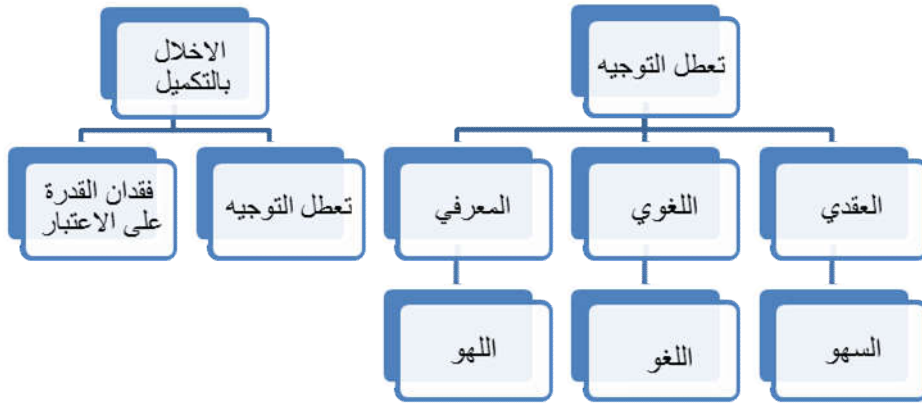 تعطل التوجيه
العقدي
اللغوي
المعرفي
السهو
اللغو
اللهو
الاخلال
بالتكميل
تعطل التوجيه
فقدان القدرة
على الاعتبار